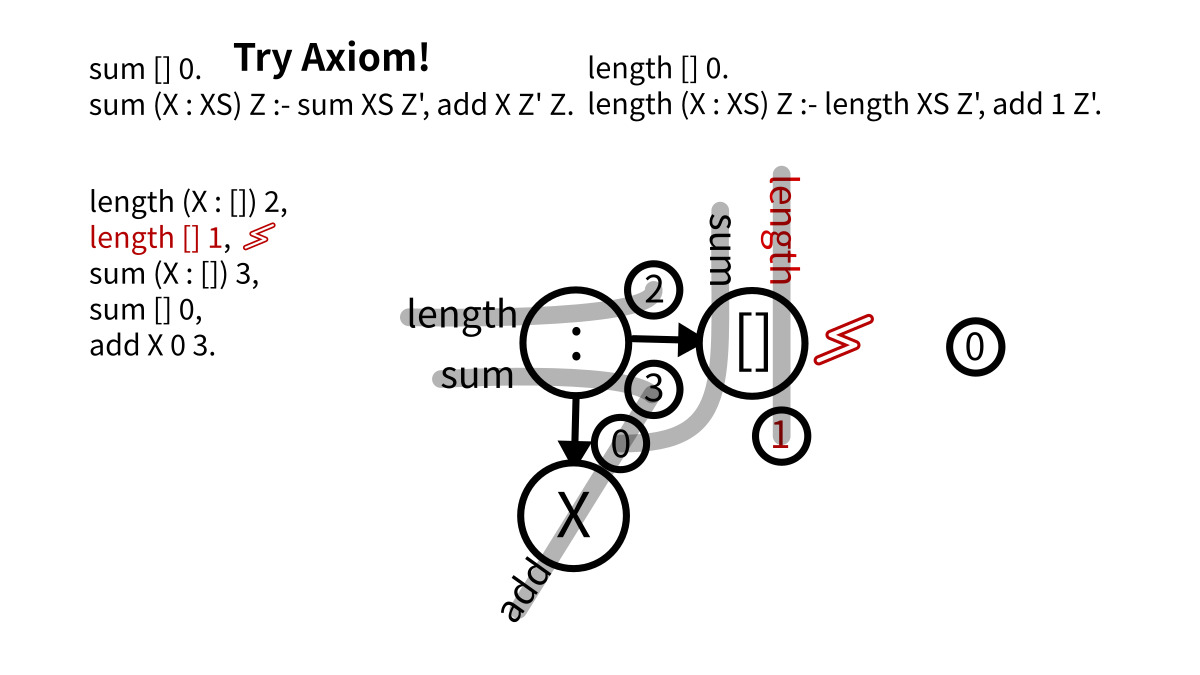 Try Axiom!
sum [] 0.
sum (X : XS) Z :- sum XS Z', add X Z' Z.
length [] 0.
length (X : XS) Z :- length XS Z', add 1 Z'.
length (X : []) 2,
length [] 1,
sum (X : []) 3,
sum [] 0,
add X 0 3.
length
sum
:
2
3
0
X
add
sum
length
[]
1
0